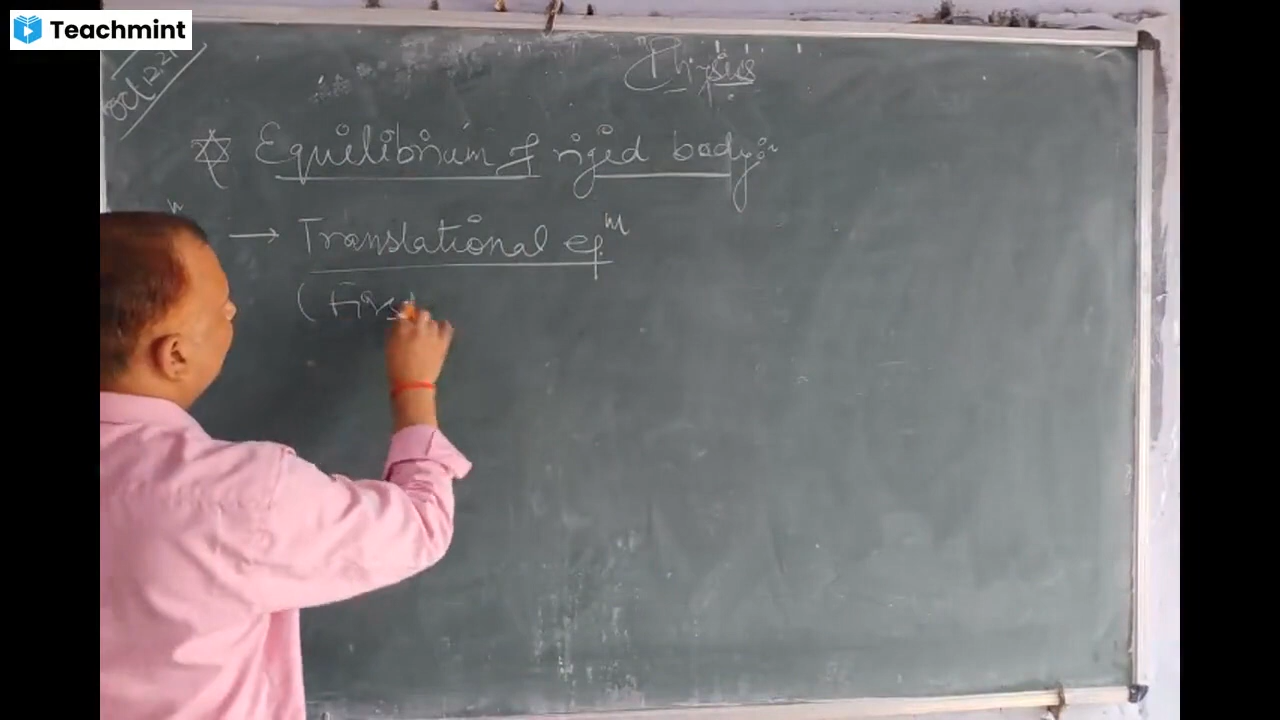 Teachmint
Physics
Equilibrium of rigid body:
→ Translational eqm
(First